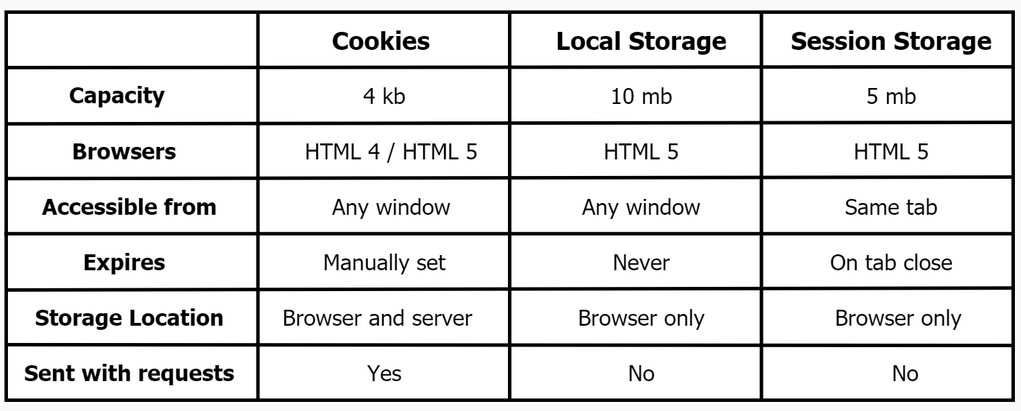 Cookies Local Storage Session Storage
Capacity 4 kb 10 mb 5 mb
Browsers HTML 4 / HTML 5 HTML 5 HTML 5
Accessible from Any window Any window Same tab
Expires Manually set Never On tab close
Storage Location Browser and server Browser only Browser only
Sent with requests Yes No No